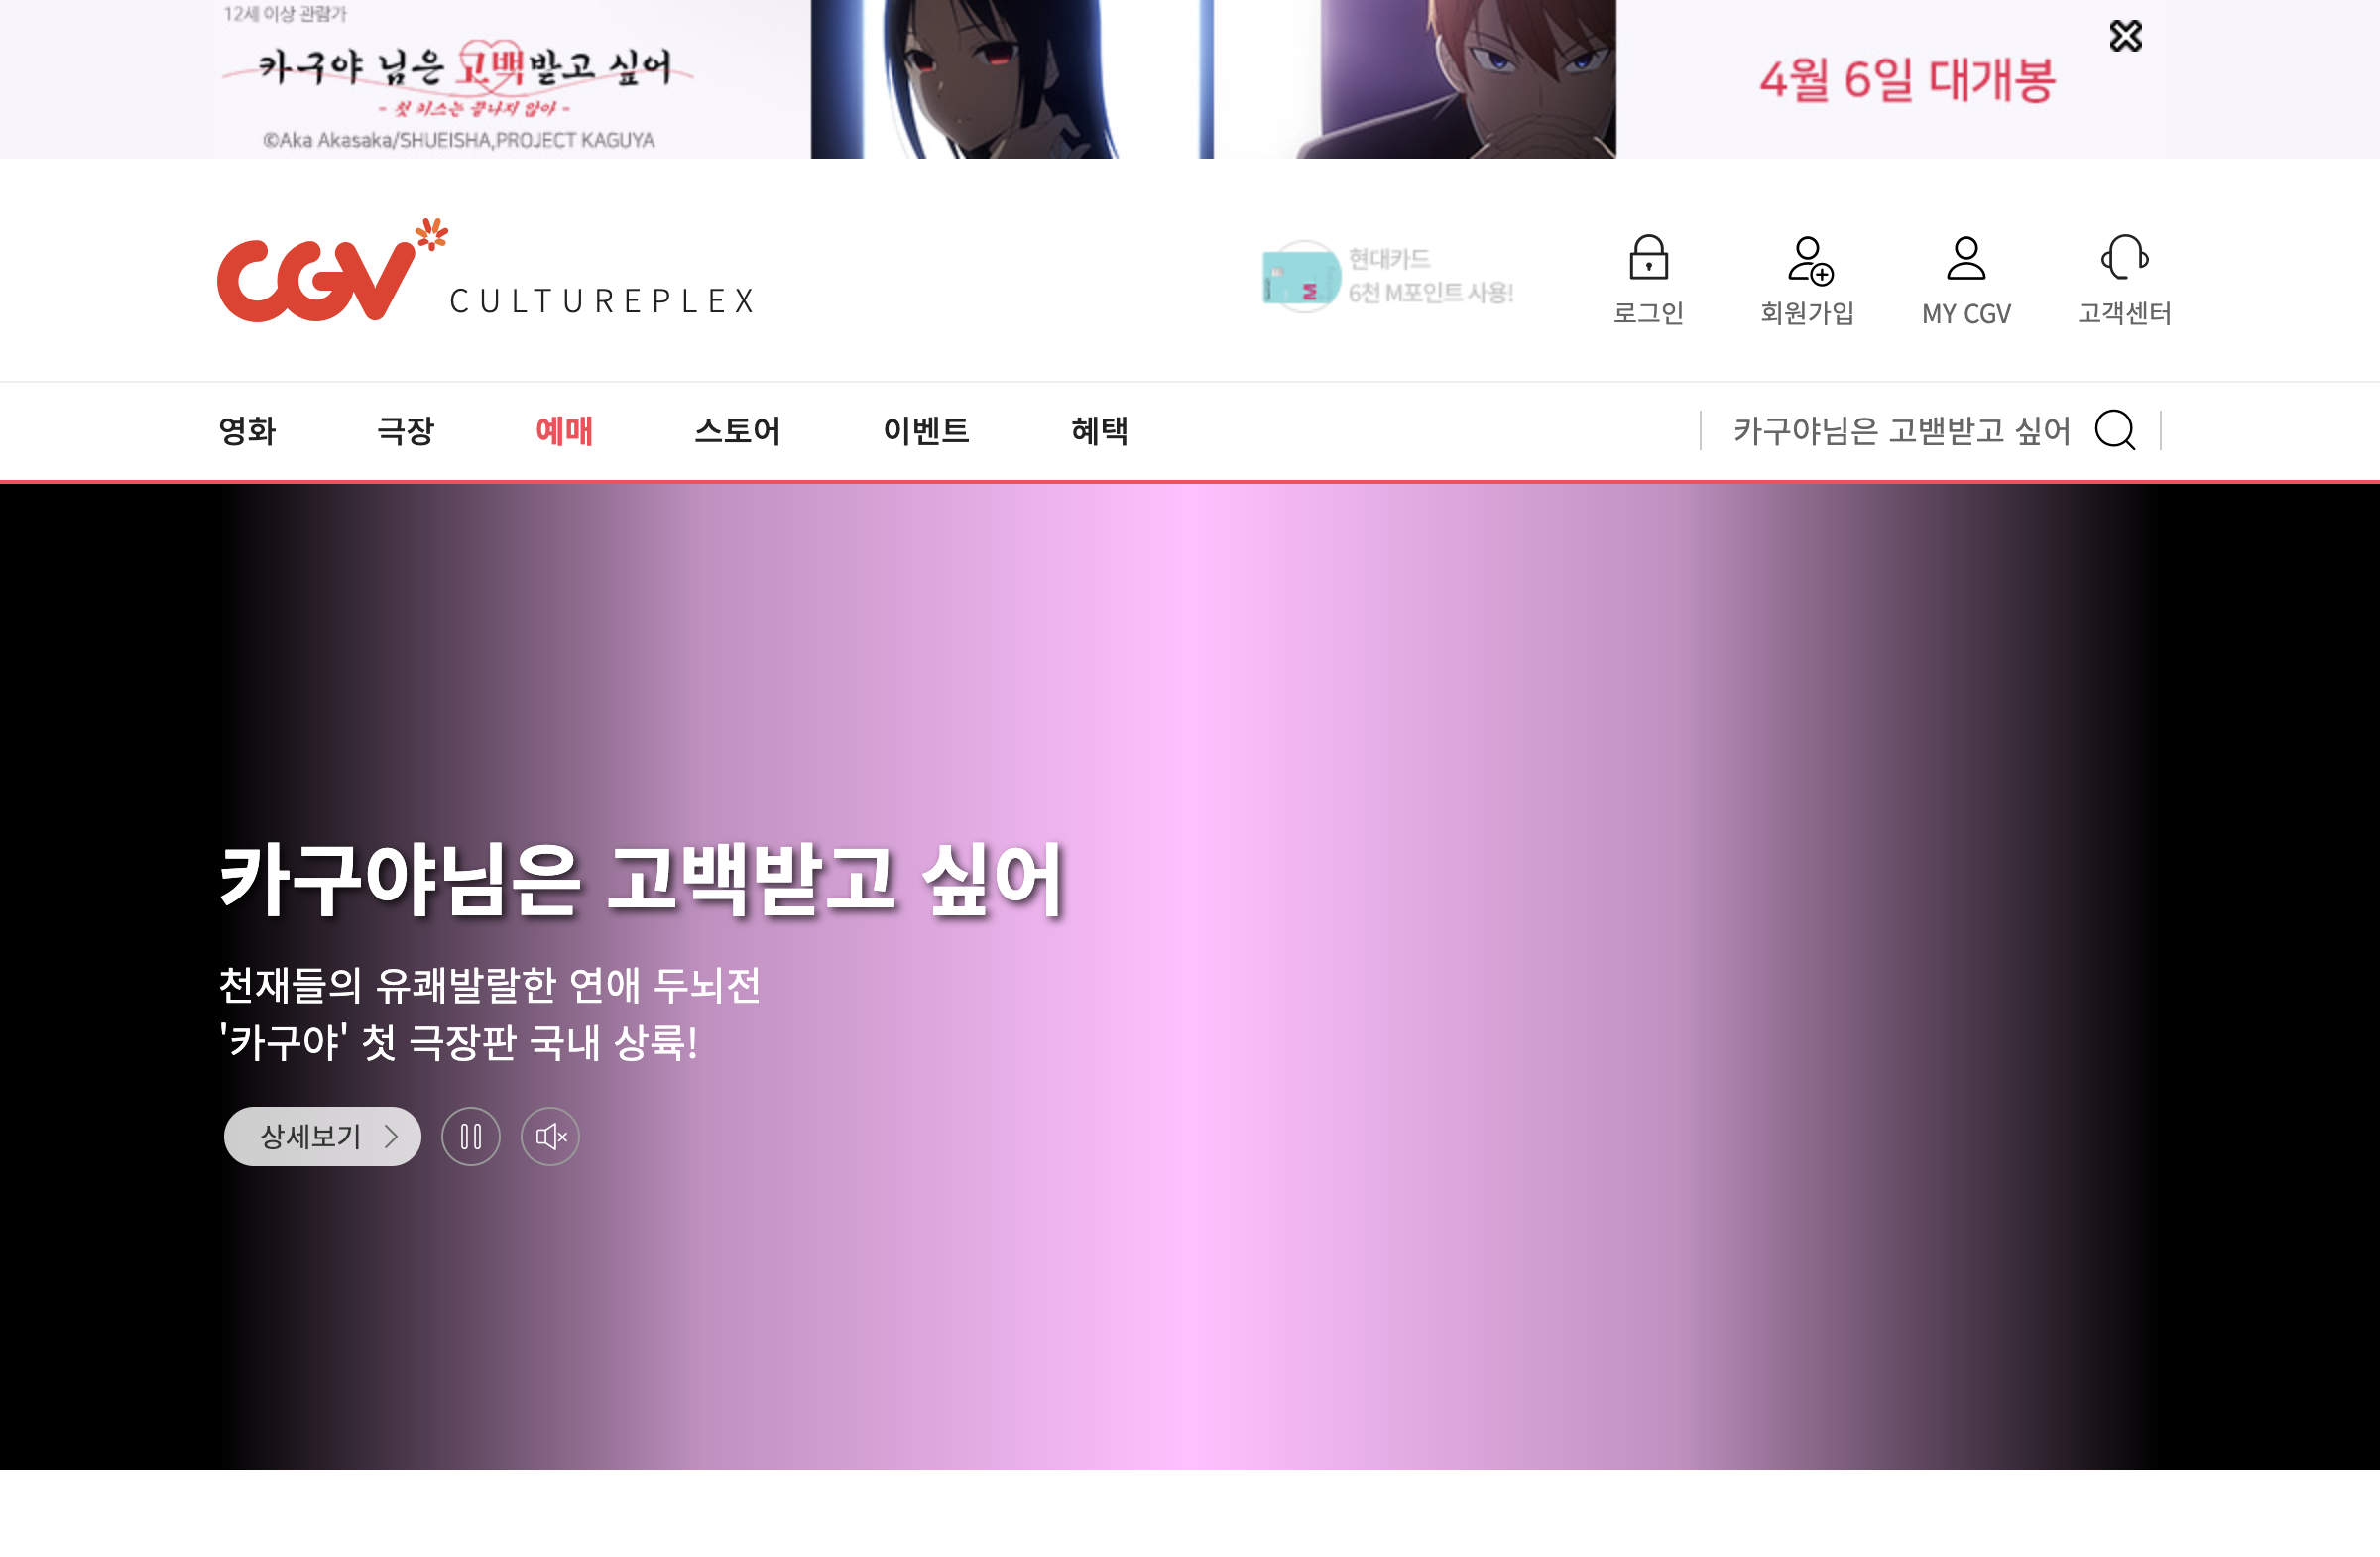 12세 이상 관람가
카구야 님은 고백받고 싶어
- 첫 키스는 끝나지 않아 -
©Aka Akasaka/SHUEISHA,PROJECT KAGUYA
4월 6일 대개봉
CGV CULTUREPLEX
현대카드
6천 M포인트 사용!
로그인 회원가입 MY CGV 고객센터
영화 극장 예매 스토어 이벤트 혜택 카구야님은 고밷받고 싶어
카구야님은 고백받고 싶어
천재들의 유쾌발랄한 연애 두뇌전
'카구야' 첫 극장판 국내 상륙!
상세보기